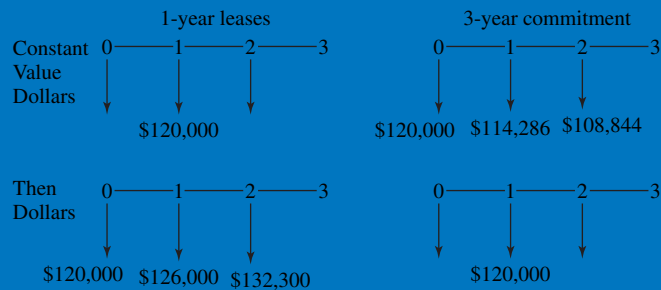 1-year leases 3-year commitment
Constant 0 1 2 3 0 1 2 3
Value
Dollars
$120,000 $120,000 $114,286 $108,844
Then 0 1 2 3 0 1 2 3
Dollars
$120,000 $126,000 $132,300 $120,000